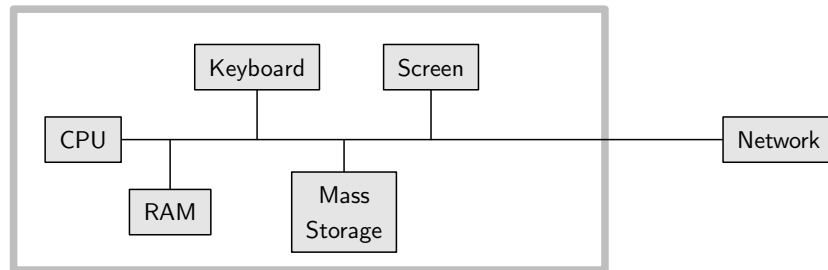 Keyboard
Screen
CPU
Network
RAM
Mass
Storage